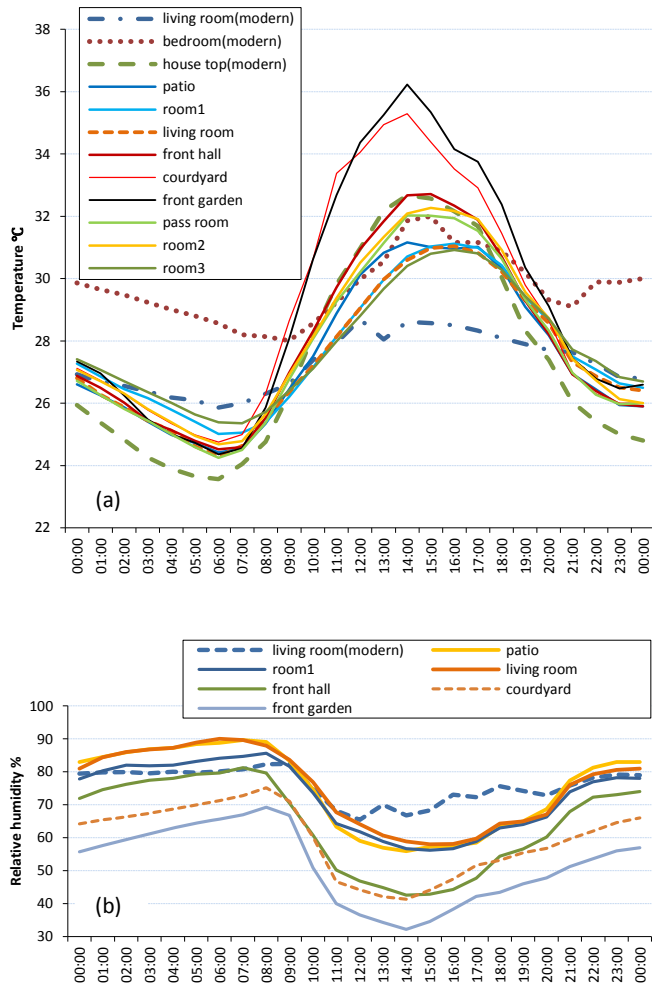 living room(modern)
bedroom(modern)
house top(modern)
patio
room1
living room
front hall
courdyard
front garden
pass room
room2
room3
Temperature ℃
38
36
34
32
30
28
26
24
22
(a)
00:00 01:00 02:00 03:00 04:00 05:00 06:00 07:00 08:00 09:00 10:00 11:00 12:00 13:00 14:00 15:00 16:00 17:00 18:00 19:00 20:00 21:00 22:00 23:00 00:00
living room(modern) patio
room1 living room
front hall courdyard
front garden
Relative humidity %
100
90
80
70
60
50
40
30
(b)
00:00 01:00 02:00 03:00 04:00 05:00 06:00 07:00 08:00 09:00 10:00 11:00 12:00 13:00 14:00 15:00 16:00 17:00 18:00 19:00 20:00 21:00 22:00 23:00 00:00